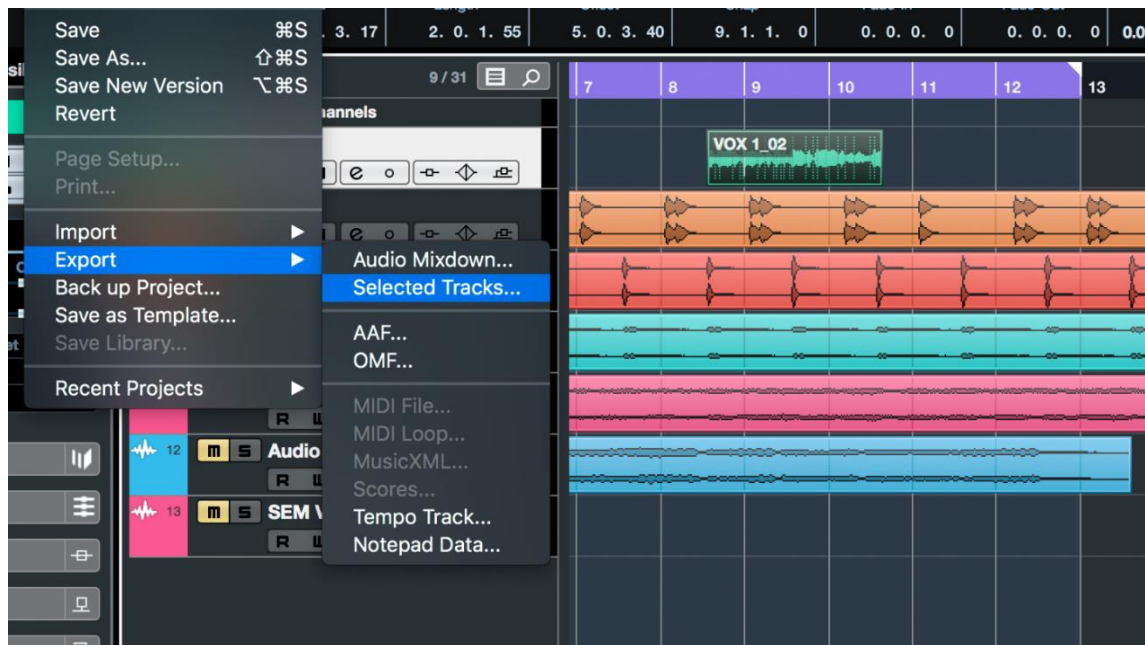 Save ⌘S
Save As... ⇧⌘S
Save New Version ⌥⌘S
Revert
Page Setup...
Print...
Import
Export
Back up Project...
Save as Template...
Save Library...
Recent Projects
Audio Mixdown...
Selected Tracks...
AAF...
OMF...
MIDI File...
MIDI Loop...
MusicXML...
Scores...
Tempo Track...
Notepad Data...
. 3. 17 2. 0. 1. 55 5. 0. 3. 40 9. 1. 1. 0 0. 0. 0. 0 0. 0. 0. 0 0.0
9 / 31
annels
7 8 9 10 11 12 13
VOX 1_02
e
e
R
12 m S Audio
R
13 m S SEM
R